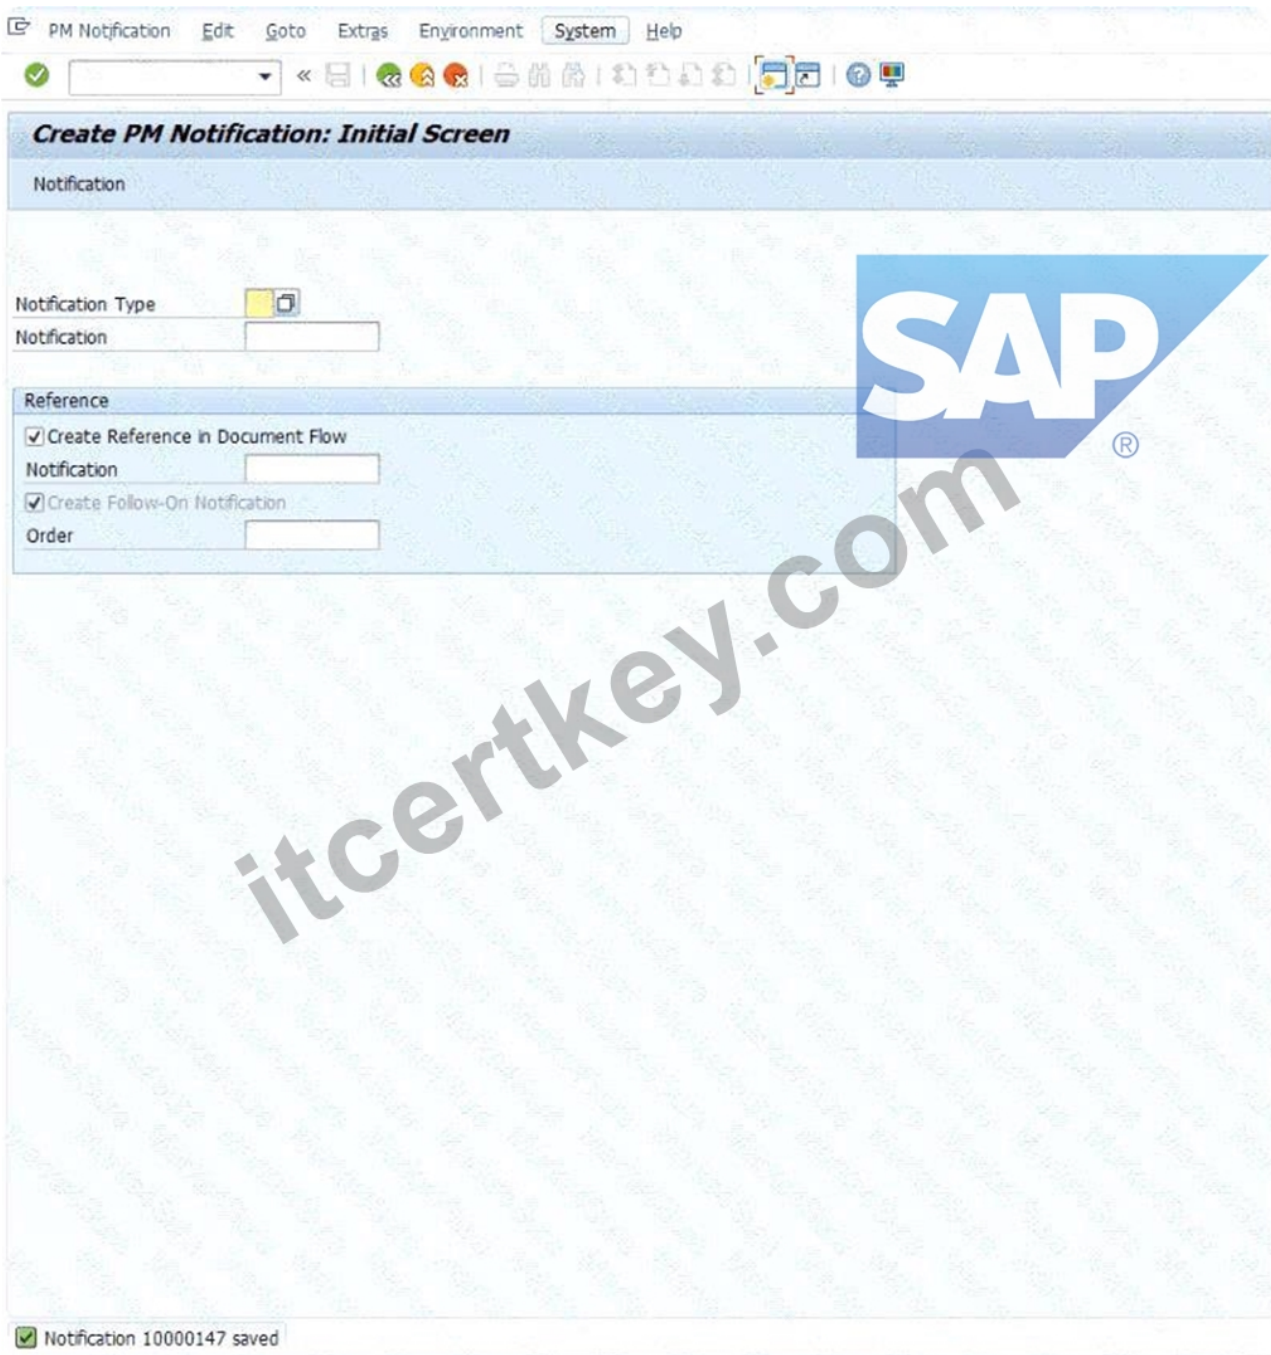 PM Notification Edit Goto Extras Environment System Help
Create PM Notification: Initial Screen
Notification
Notification Type
Notification
SAP
®
Reference
Create Reference in Document Flow
Notification
Create Follow-On Notification
Order
itcertkey.com
Notification 10000147 saved